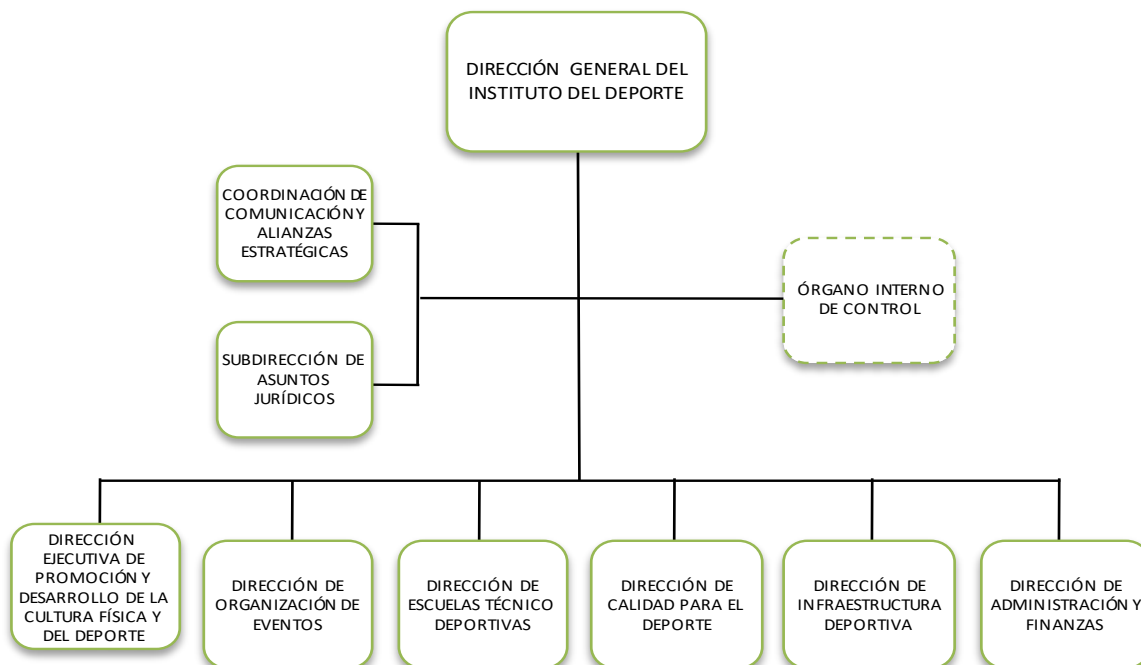 DIRECCIÓN GENERAL DEL
INSTITUTO DEL DEPORTE
COORDINACIÓN DE
COMUNICACIÓN Y
ALIANZAS
ESTRATÉGICAS
ÓRGANO INTERNO
DE CONTROL
SUBDIRECCIÓN DE
ASUNTOS
JURÍDICOS
DIRECCIÓN
EJECUTIVA DE
PROMOCIÓN Y
DESARROLLO DE LA
CULTURA FÍSICA Y
DEL DEPORTE
DIRECCIÓN DE
ORGANIZACIÓN DE
EVENTOS
DIRECCIÓN DE
ESCUELAS TÉCNICO
DEPORTIVAS
DIRECCIÓN DE
CALIDAD PARA EL
DEPORTE
DIRECCIÓN DE
INFRAESTRUCTURA
DEPORTIVA
DIRECCIÓN DE
ADMINISTRACIÓN Y
FINANZAS